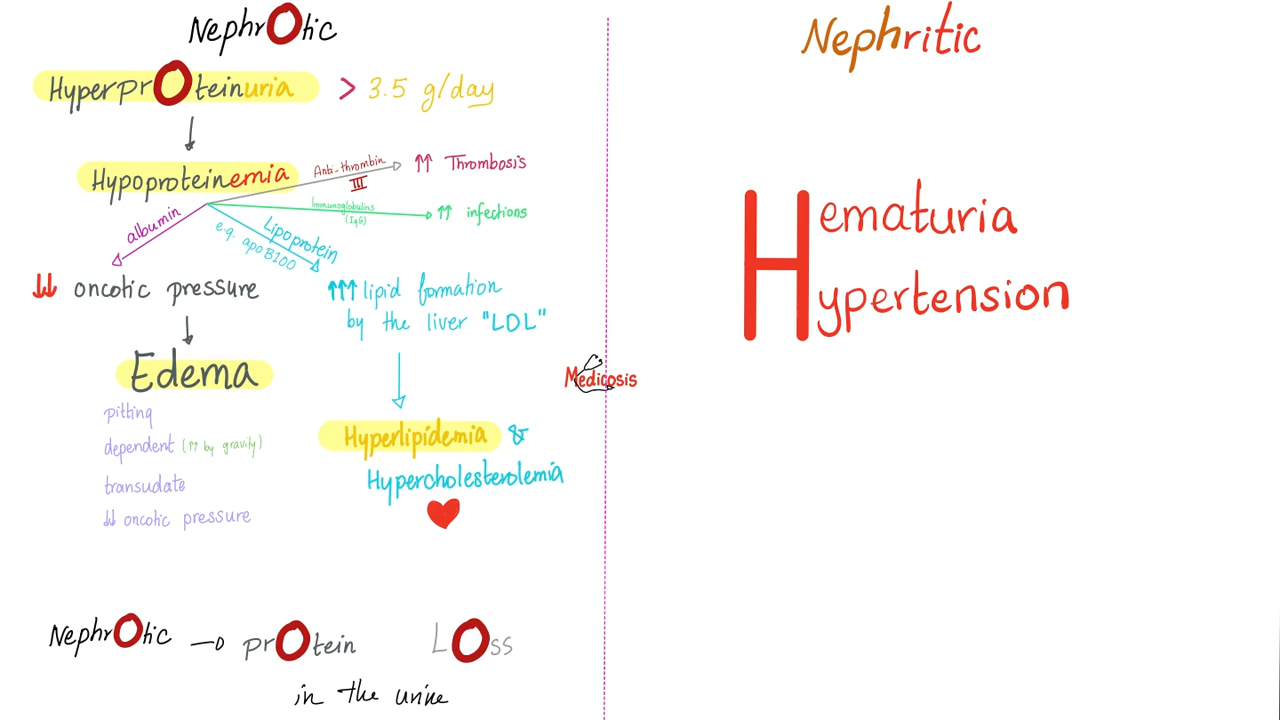 NephrOtic
HyperprOteinuria > 3.5 g/day
Hypoproteinemia
Anti-thrombin III
↑↑ Thrombosis
Immunoglobulins
(IgG)
↑↑ infections
albumin
Lipoprotein
e.g. apoB100
↓↓ oncotic pressure
↑↑↑ lipid formation
by the liver "LDL"
Edema
pitting
dependent (↑↑ by gravity)
transudate
↓↓ oncotic pressure
Hyperlipidemia &
Hypercholesterolemia
NephrOtic → prOtein LOss
in the urine
Medicosis
Nephritic
Hematuria
Hypertension